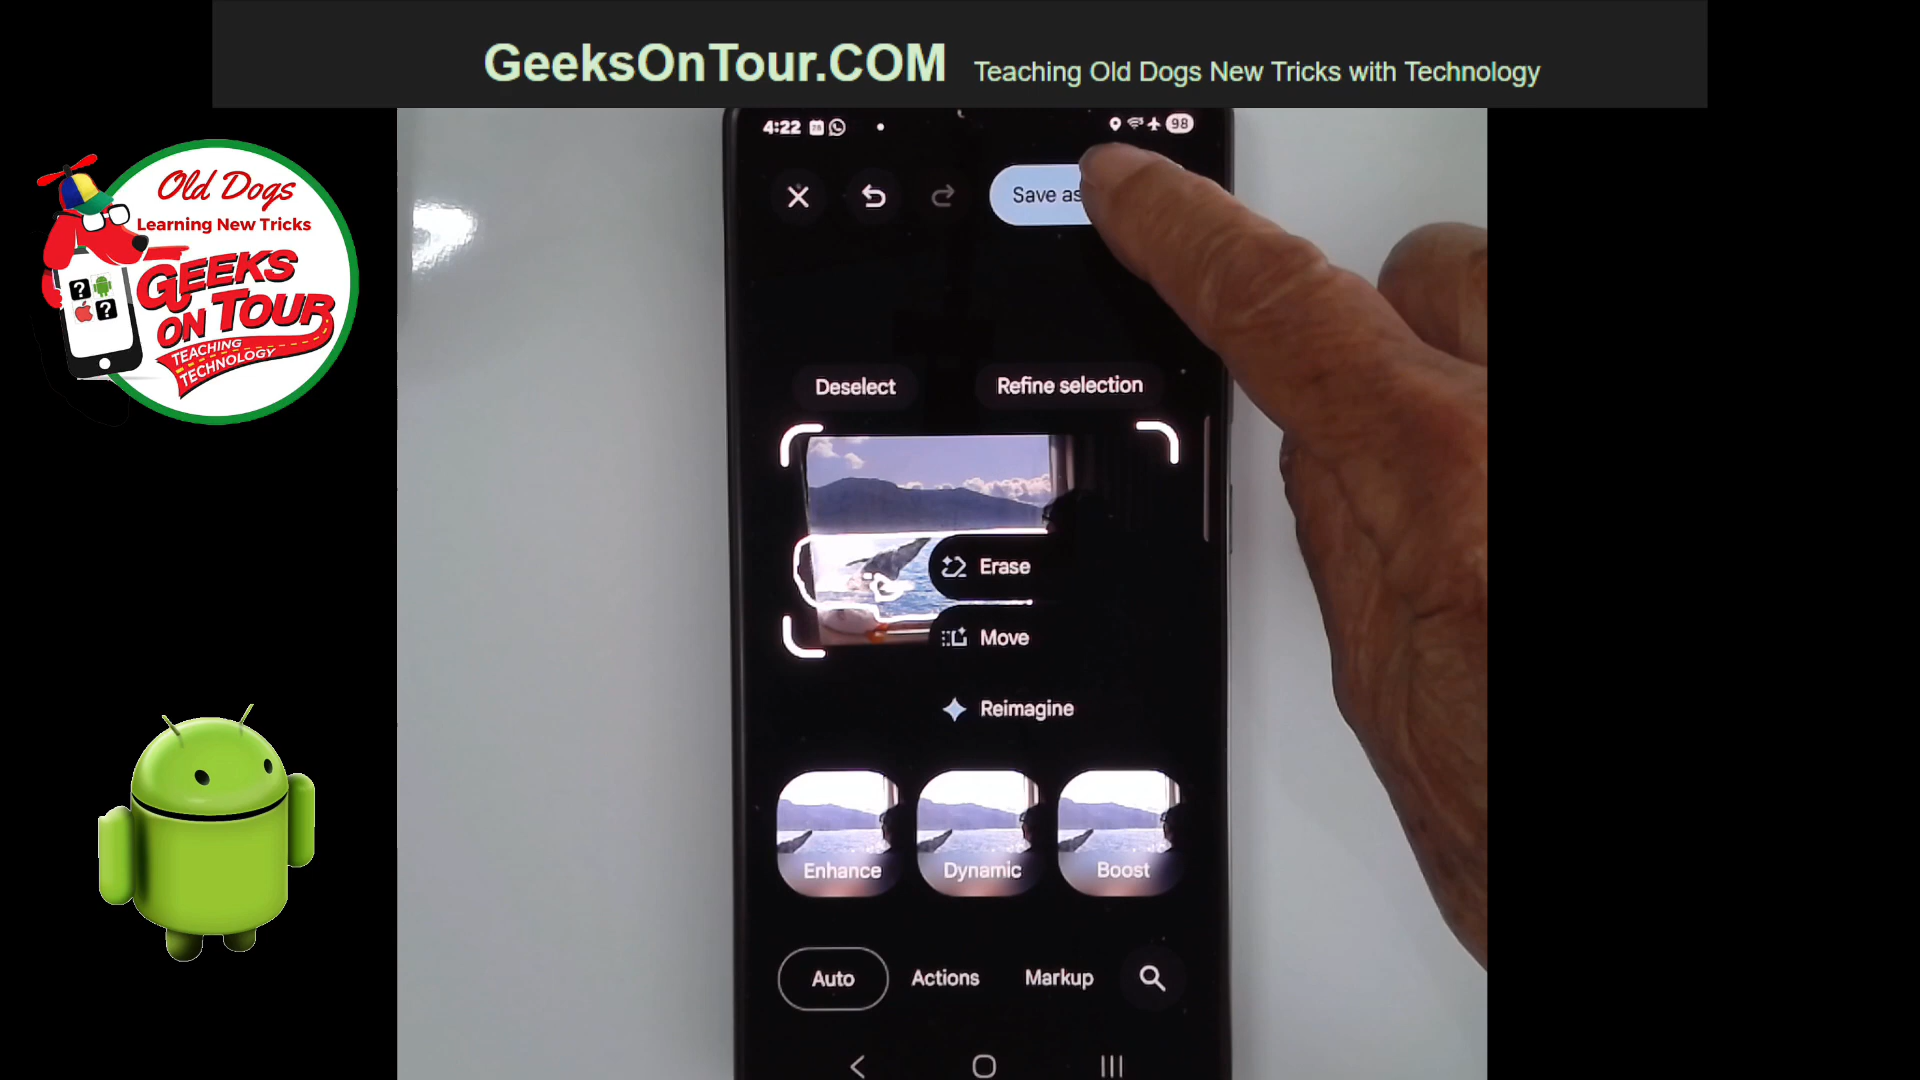 GeeksOnTour.COM Teaching Old Dogs New Tricks with Technology
Old Dogs
Learning New Tricks
GEEKS
ON TOUR
TEACHING
TECHNOLOGY
? ?
4:22 98
Save as
Deselect Refine selection
Erase
Move
Reimagine
Enhance Dynamic Boost
Auto Actions Markup